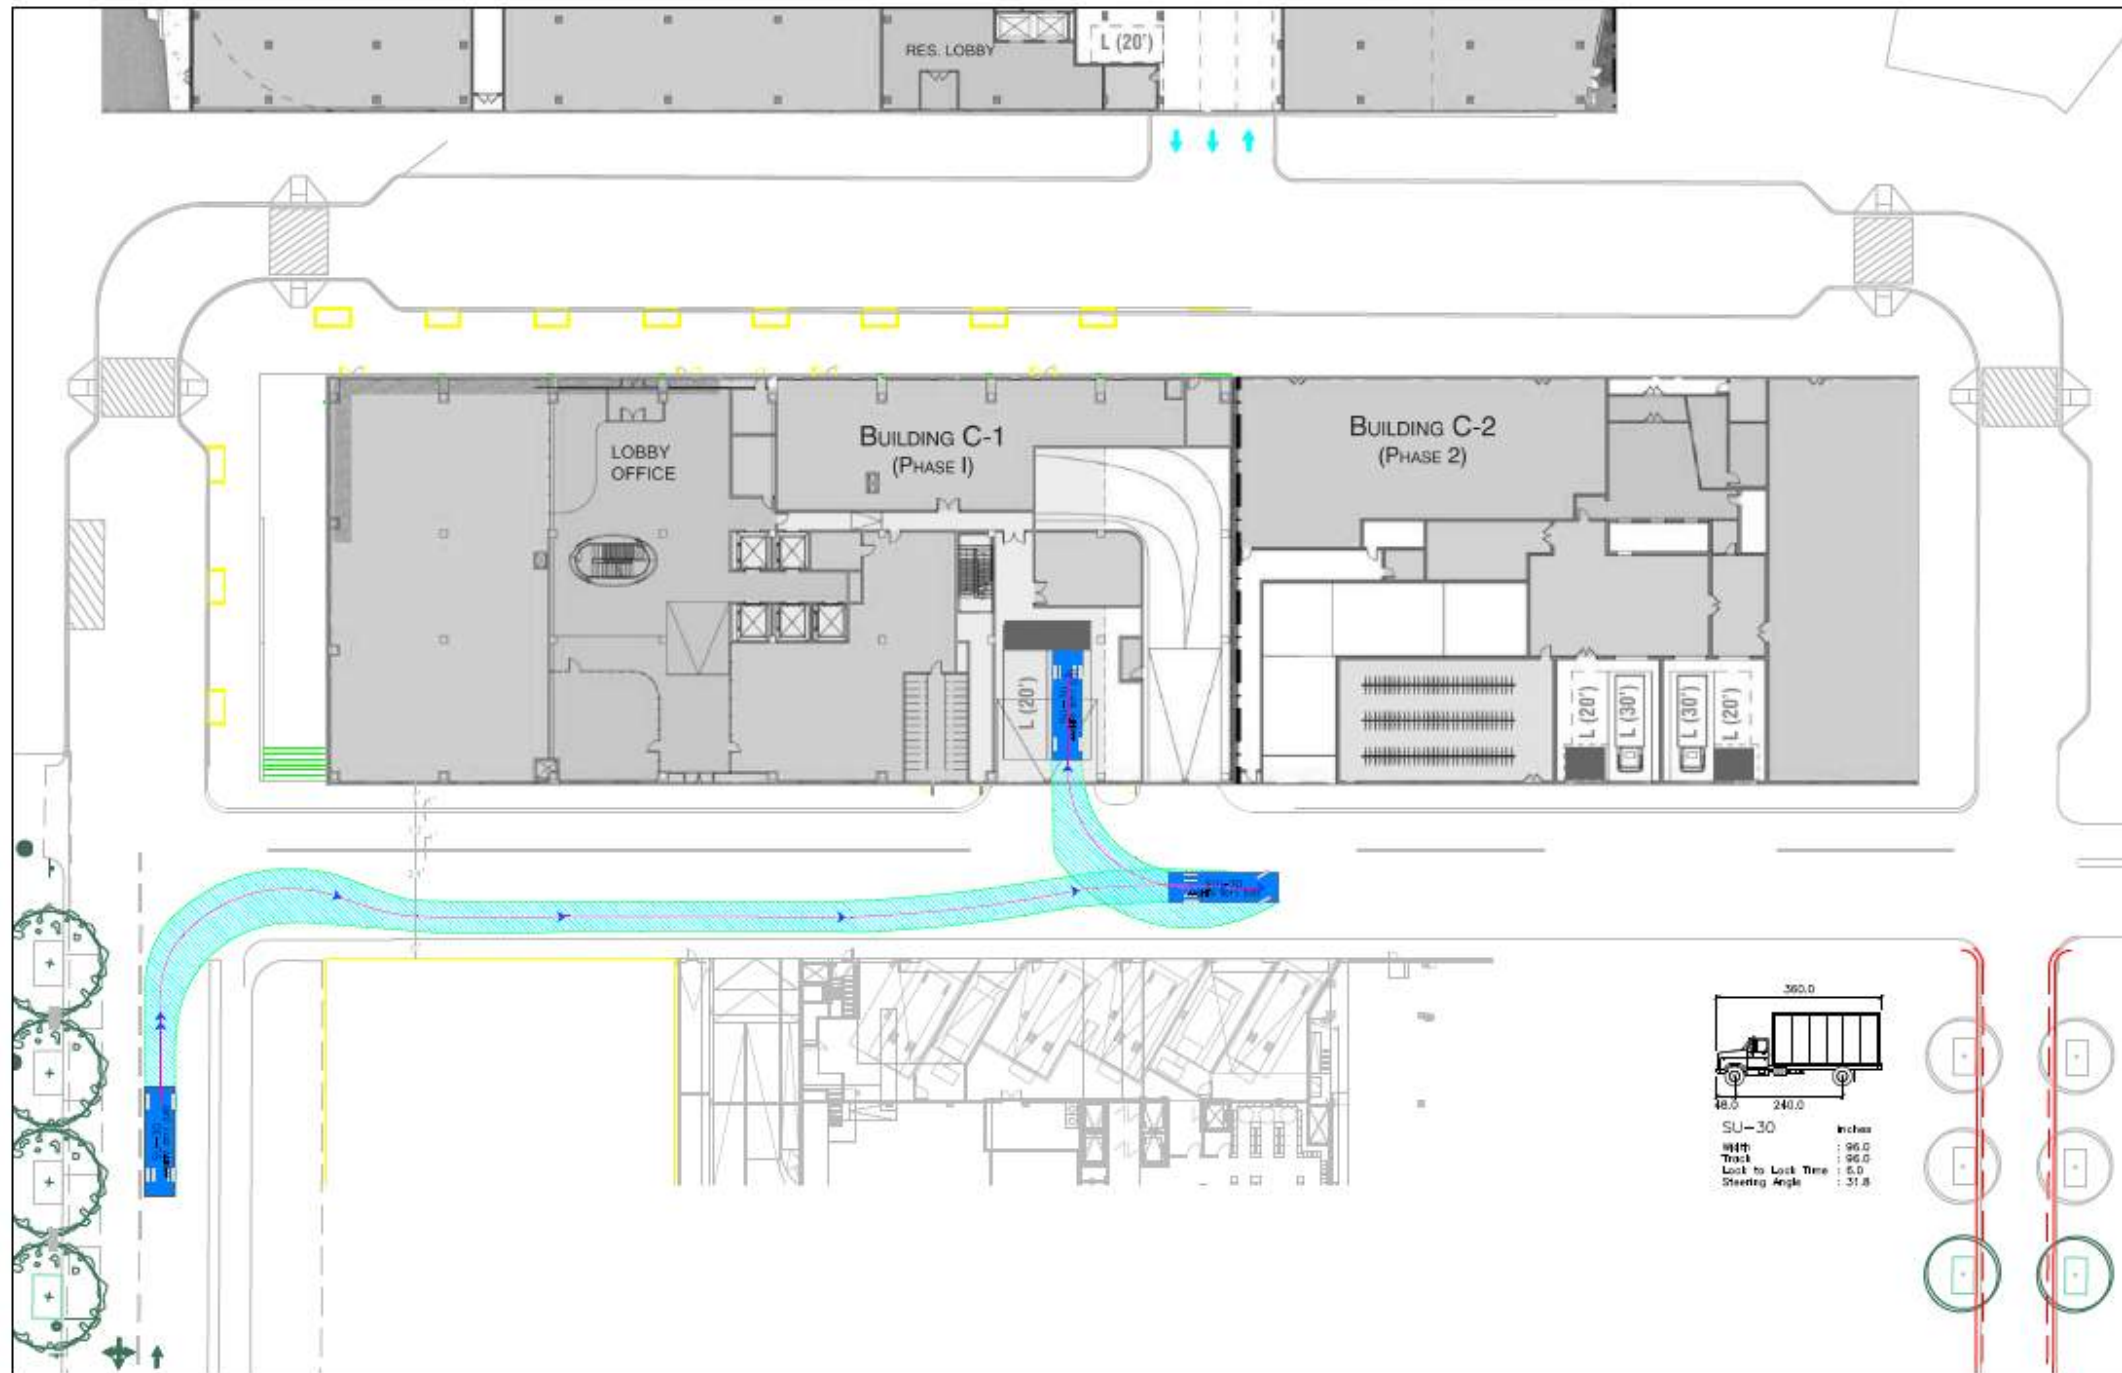 RES. LOBBY
L (20')
LOBBY
OFFICE
BUILDING C-1
(PHASE I)
BUILDING C-2
(PHASE 2)
L (20')
L (20')
L (30')
L (30')
L (20')
SU-30
360.0
48.0
240.0
SU-30
inches
Width : 96.0
Track : 96.0
Lock to Lock Time : 6.0
Steering Angle : 31.8